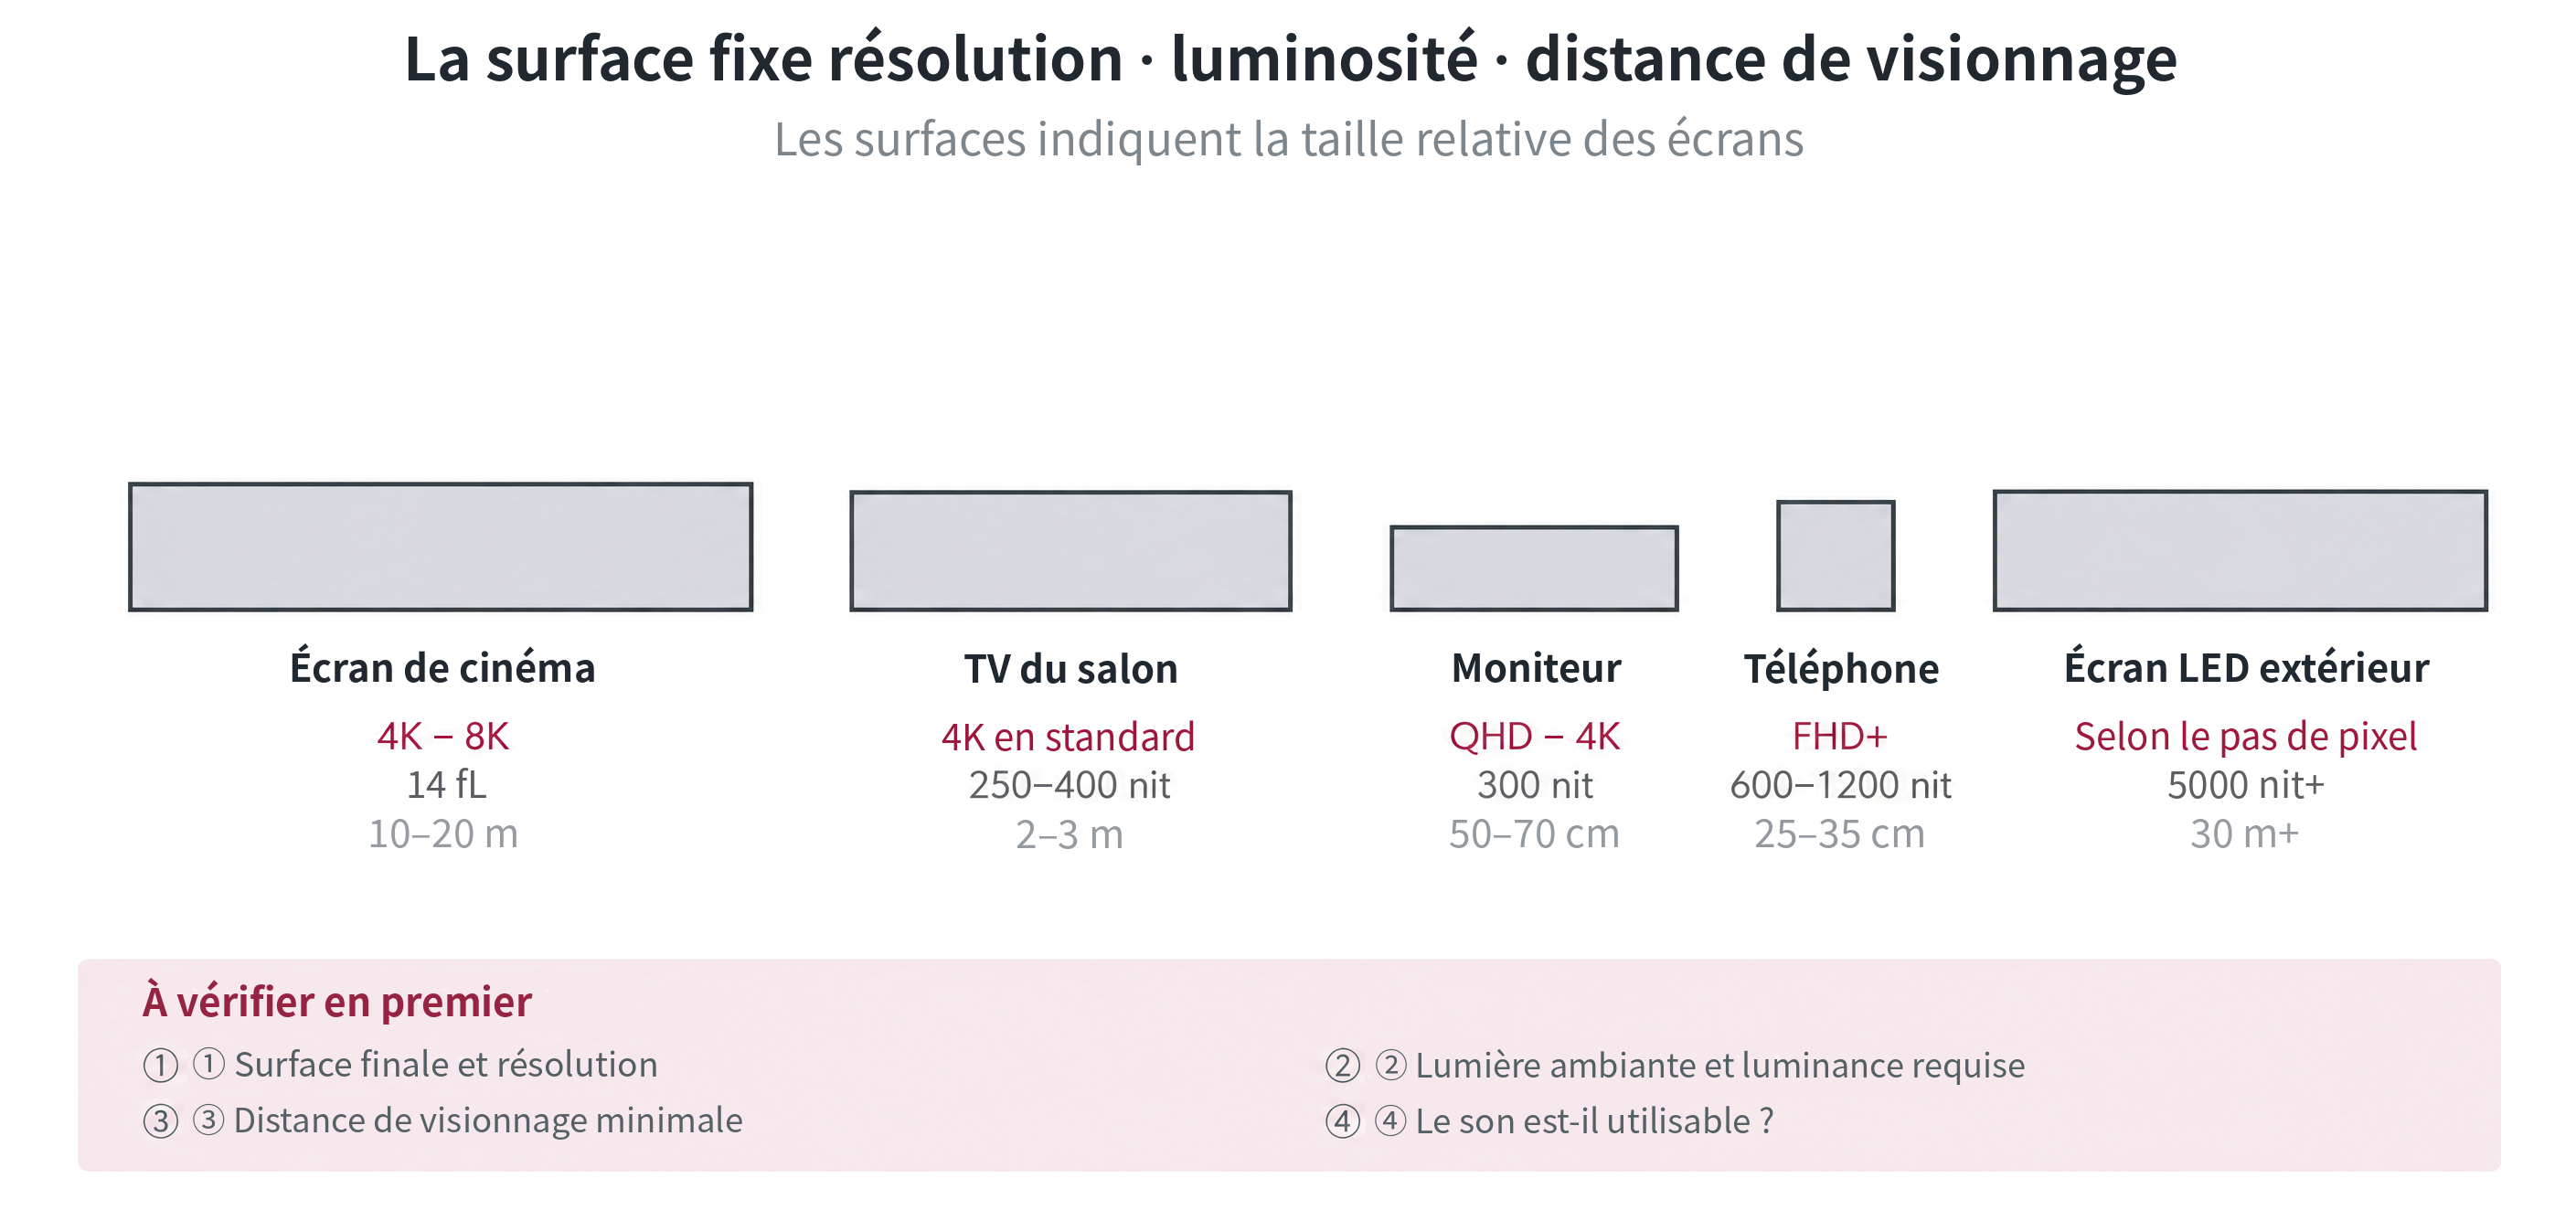 La surface fixe résolution · luminosité · distance de visionnage
Les surfaces indiquent la taille relative des écrans
Écran de cinéma
4K – 8K
14 fL
10–20 m
TV du salon
4K en standard
250–400 nit
2–3 m
Moniteur
QHD – 4K
300 nit
50–70 cm
Téléphone
FHD+
600–1200 nit
25–35 cm
Écran LED extérieur
Selon le pas de pixel
5000 nit+
30 m+
À vérifier en premier
① ① Surface finale et résolution
② ② Lumière ambiante et luminance requise
③ ③ Distance de visionnage minimale
④ ④ Le son est-il utilisable ?